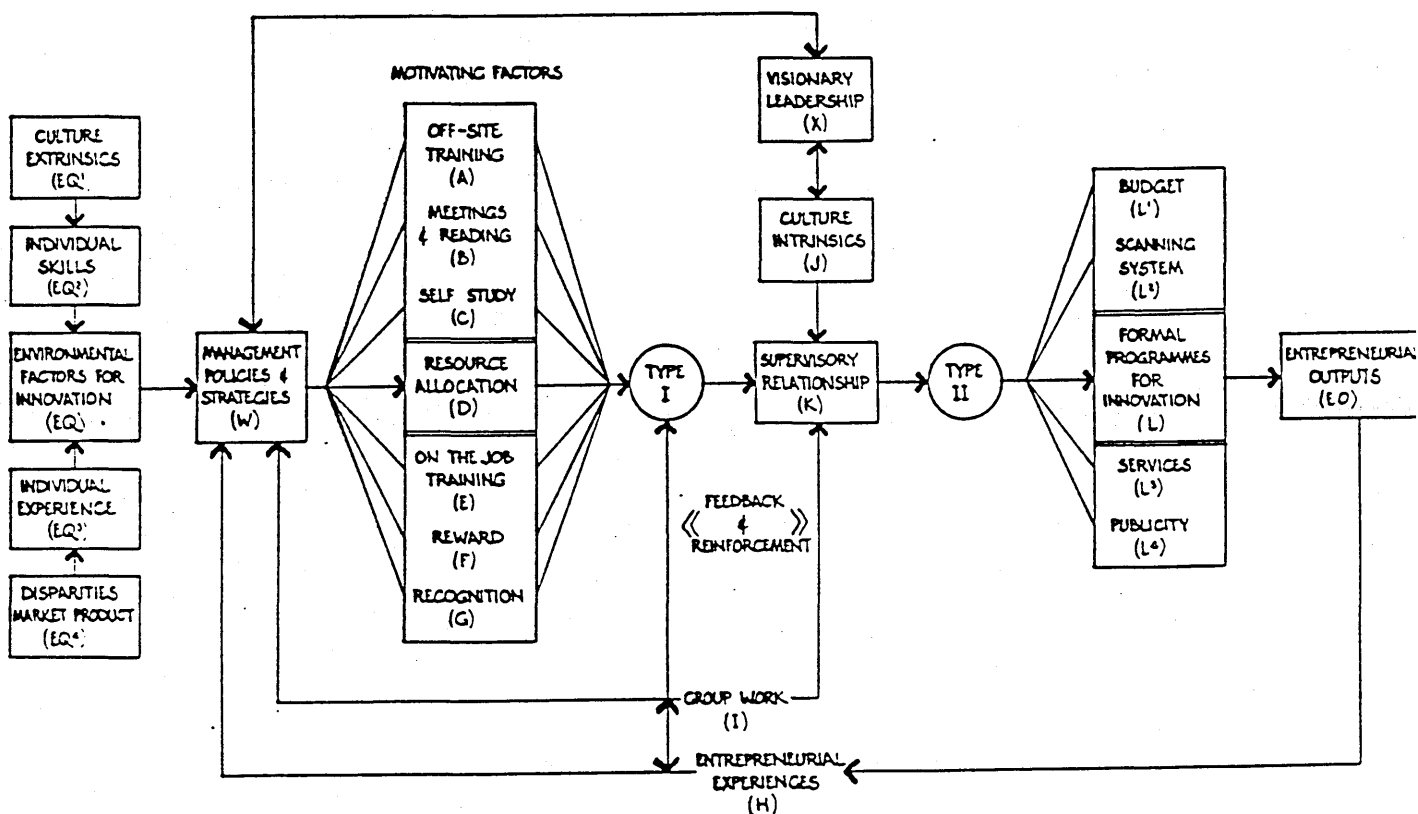 MOTIVATING FACTORS
CULTURE
EXTRINSICS
(EQ¹)
INDIVIDUAL
SKILLS
(EQ²)
ENVIRONMENTAL
FACTORS FOR
INNOVATION
(EQ)
INDIVIDUAL
EXPERIENCE
(EQ³)
DISPARITIES
MARKET PRODUCT
(EQ⁴)
MANAGEMENT
POLICIES &
STRATEGIES
(W)
OFF-SITE
TRAINING
(A)
MEETINGS
& READING
(B)
SELF STUDY
(C)
RESOURCE
ALLOCATION
(D)
ON THE JOB
TRAINING
(E)
REWARD
(F)
RECOGNITION
(G)
TYPE
I
VISIONARY
LEADERSHIP
(X)
CULTURE
INTRINSICS
(J)
SUPERVISORY
RELATIONSHIP
(K)
FEEDBACK
&
REINFORCEMENT
GROUP WORK
(I)
ENTREPRENEURIAL
EXPERIENCES
(H)
TYPE
II
BUDGET
(L¹)
SCANNING
SYSTEM
(L²)
FORMAL
PROGRAMMES
FOR
INNOVATION
(L)
SERVICES
(L³)
PUBLICITY
(L⁴)
ENTREPRENEURIAL
OUTPUTS
(EO)